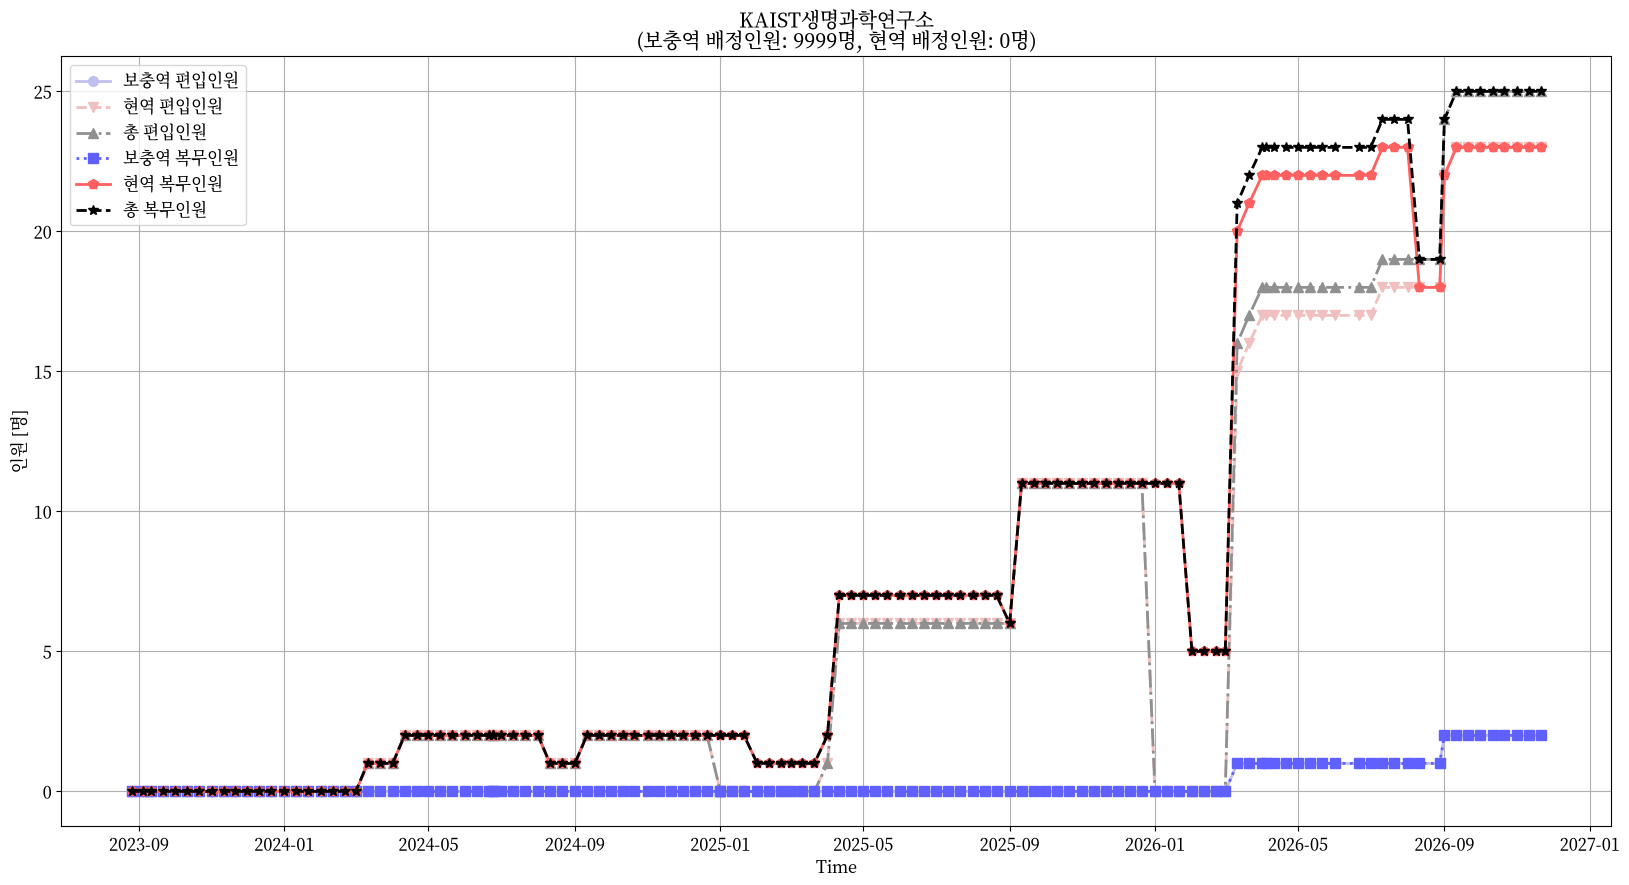 KAIST생명과학연구소
(보충역 배정인원: 9999명, 현역 배정인원: 0명)
보충역 편입인원
현역 편입인원
총 편입인원
보충역 복무인원
현역 복무인원
총 복무인원
인원 [명]
25
20
15
10
5
0
2023-09
2024-01
2024-05
2024-09
2025-01
2025-05
2025-09
2026-01
2026-05
2026-09
2027-01
Time